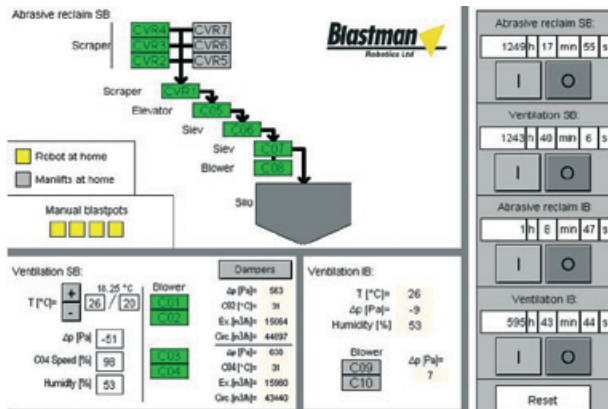 Abrasive reclaim SB:
Scraper
CVR4 CVR7
CVR3 CVR6
CVR2 CVR5
Blastman
Robotics Ltd
Scraper CVR1
Elevator C05
Siev C06
Siev C07
Blower C08
Silo
Robot at home
Manlifts at home
Manual blastpots
Abrasive reclaim SB:
1249 h 17 min 55 s
I O
Ventilation SB:
1243 h 40 min 6 s
I O
Abrasive reclaim IB:
1 h 8 min 47 s
I O
Ventilation IB:
595 h 43 min 44 s
I O
Reset
Ventilation SB:
18.25 °C
T [°C]= + - 26 / 20
Δp [Pa] -51
C04 Speed [%] 98
Humidity [%] 53
Blower
C01
C02
C03
C04
Dampers
Δp [Pa]= 563
C02 [°C]= 31
Ex.[m3/h]= 15064
Circ.[m3/h]= 44897
Δp [Pa]= 630
C04 [°C]= 31
Ex.[m3/h]=
Circ.[m3/h]= 43440
Ventilation IB:
T [°C]= 26
Δp [Pa]= -9
Humidity [%] 53
Blower
C09
C10
Δp [Pa]=
7